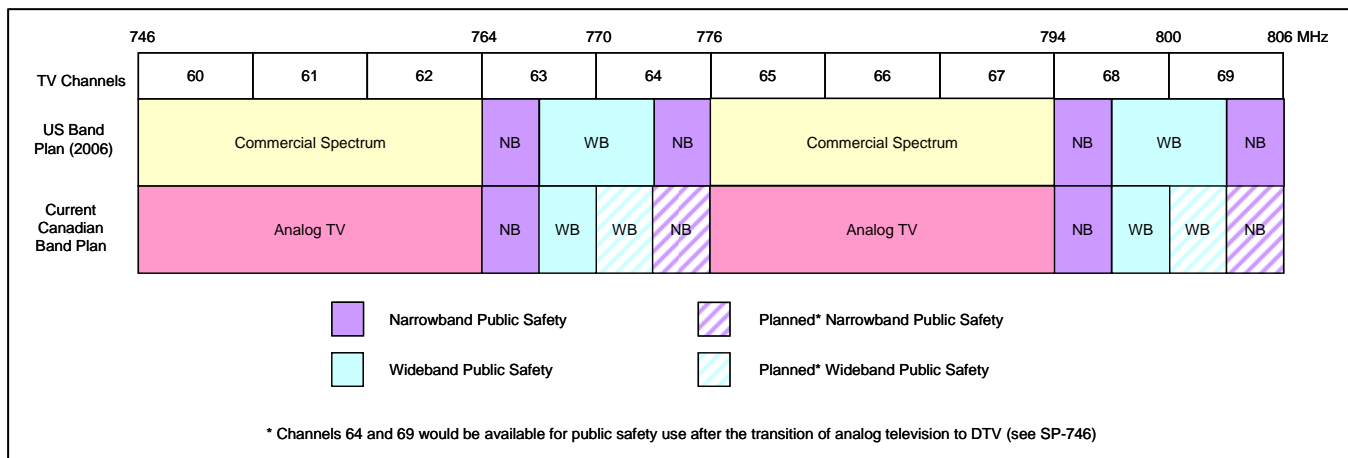 746 764 770 776 794 800 806 MHz
TV Channels 60 61 62 63 64 65 66 67 68 69
US Band
Plan (2006)
Commercial Spectrum NB WB NB Commercial Spectrum NB WB NB
Current
Canadian
Band Plan
Analog TV NB WB WB NB Analog TV NB WB WB NB
Narrowband Public Safety Planned* Narrowband Public Safety
Wideband Public Safety Planned* Wideband Public Safety
* Channels 64 and 69 would be available for public safety use after the transition of analog television to DTV (see SP-746)